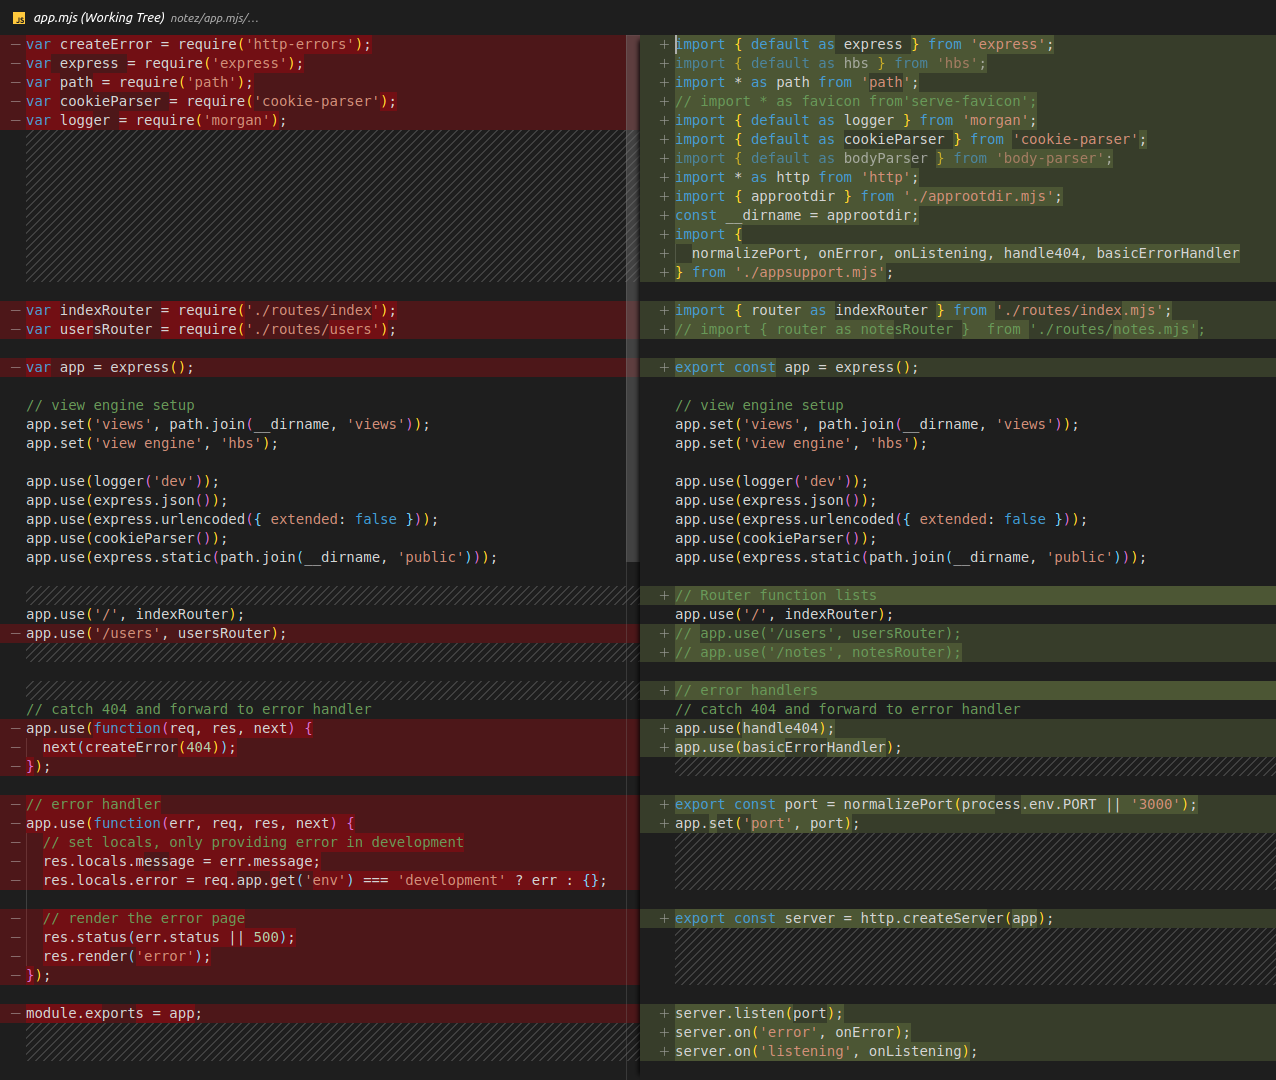 JS app.mjs (Working Tree) notez/app.mjs/...
– var createError = require('http-errors');
– var express = require('express');
– var path = require('path');
– var cookieParser = require('cookie-parser');
– var logger = require('morgan');
– var indexRouter = require('./routes/index');
– var usersRouter = require('./routes/users');
– var app = express();
// view engine setup
app.set('views', path.join(__dirname, 'views'));
app.set('view engine', 'hbs');
app.use(logger('dev'));
app.use(express.json());
app.use(express.urlencoded({ extended: false }));
app.use(cookieParser());
app.use(express.static(path.join(__dirname, 'public')));
app.use('/', indexRouter);
– app.use('/users', usersRouter);
// catch 404 and forward to error handler
– app.use(function(req, res, next) {
–   next(createError(404));
– });
– // error handler
– app.use(function(err, req, res, next) {
–   // set locals, only providing error in development
–   res.locals.message = err.message;
–   res.locals.error = req.app.get('env') === 'development' ? err : {};
–   // render the error page
–   res.status(err.status || 500);
–   res.render('error');
– });
– module.exports = app;
+ import { default as express } from 'express';
+ import { default as hbs } from 'hbs';
+ import * as path from 'path';
+ // import * as favicon from'serve-favicon';
+ import { default as logger } from 'morgan';
+ import { default as cookieParser } from 'cookie-parser';
+ import { default as bodyParser } from 'body-parser';
+ import * as http from 'http';
+ import { approotdir } from './approotdir.mjs';
+ const __dirname = approotdir;
+ import {
+   normalizePort, onError, onListening, handle404, basicErrorHandler
+ } from './appsupport.mjs';
+ import { router as indexRouter } from './routes/index.mjs';
+ // import { router as notesRouter }  from './routes/notes.mjs';
+ export const app = express();
// view engine setup
app.set('views', path.join(__dirname, 'views'));
app.set('view engine', 'hbs');
app.use(logger('dev'));
app.use(express.json());
app.use(express.urlencoded({ extended: false }));
app.use(cookieParser());
app.use(express.static(path.join(__dirname, 'public')));
+ // Router function lists
app.use('/', indexRouter);
+ // app.use('/users', usersRouter);
+ // app.use('/notes', notesRouter);
+ // error handlers
// catch 404 and forward to error handler
+ app.use(handle404);
+ app.use(basicErrorHandler);
+ export const port = normalizePort(process.env.PORT || '3000');
+ app.set('port', port);
+ export const server = http.createServer(app);
+ server.listen(port);
+ server.on('error', onError);
+ server.on('listening', onListening);